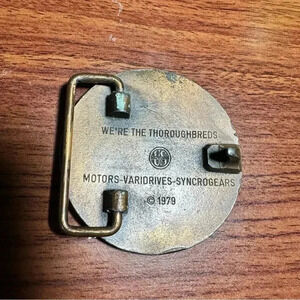 WE'RE THE THOROUGHBREDS
MOTORS-VARIDRIVES-SYNCROGEARS
© 1979